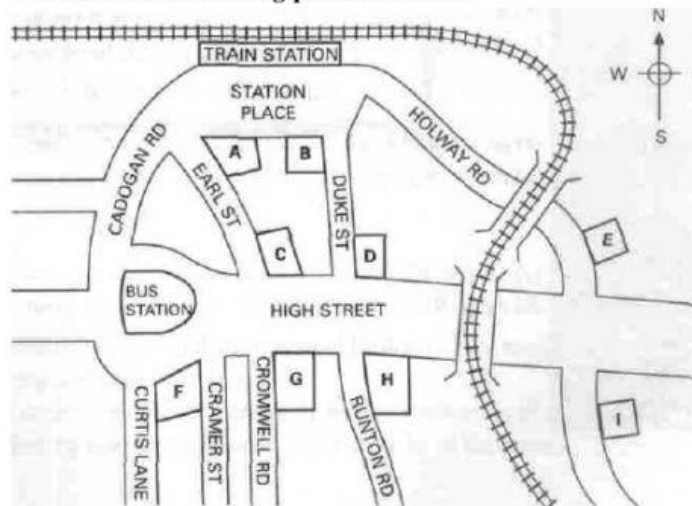 N
TRAIN STATION
W
STATION
PLACE
S
CADOGAN RD
HOLWAY RD
A
B
EARL ST
DUKE ST
E
C
D
BUS
STATION
HIGH STREET
F
G
H
I
CURTIS LANE
CRAMER ST
CROMWELL RD
RUNTON RD